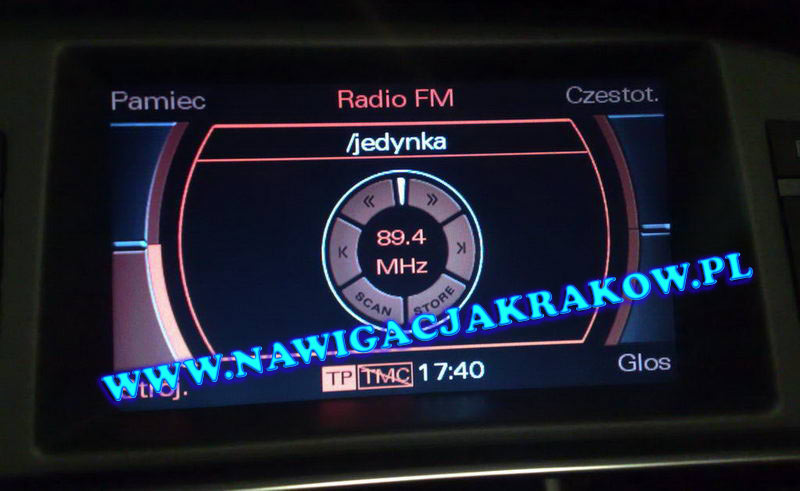 Pamiec
Radio FM
Czestot.
/jedynka
89.4
MHz
SCAN
STORE
WWW.NAWIGACJAKRAKOW.PL
TP
TMC
17:40
Glos